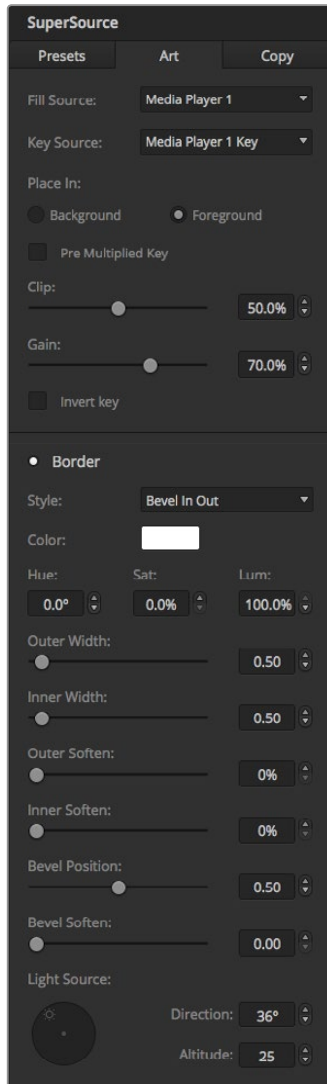 SuperSource
Presets Art Copy
Fill Source: Media Player 1
Key Source: Media Player 1 Key
Place In:
Background Foreground
Pre Multiplied Key
Clip:
50.0%
Gain:
70.0%
Invert key
Border
Style: Bevel In Out
Color:
Hue: Sat: Lum:
0.0° 0.0% 100.0%
Outer Width:
0.50
Inner Width:
0.50
Outer Soften:
0%
Inner Soften:
0%
Bevel Position:
0.50
Bevel Soften:
0.00
Light Source:
Direction: 36°
Altitude: 25